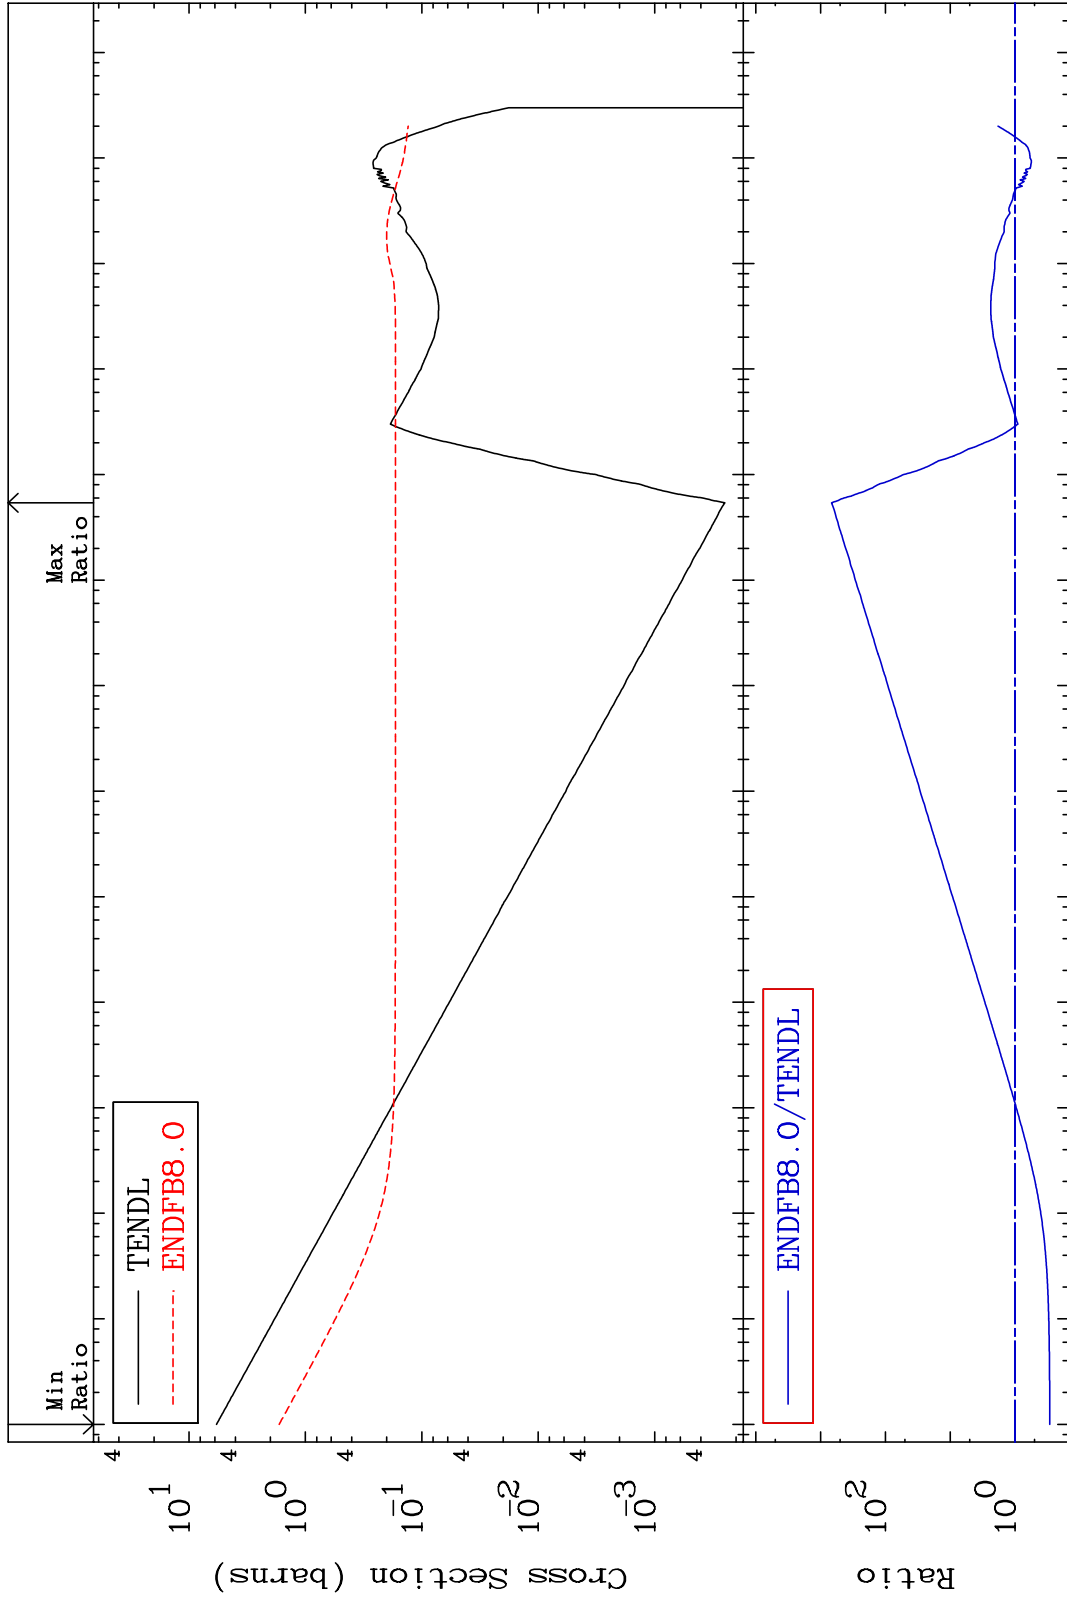 Min
Ratio
Max
Ratio
TENDL
ENDFB8.0
4
10^1
4
10^0
4
10^-1
4
10^-2
4
10^-3
4
Cross Section (barns)
ENDFB8.0/TENDL
10^2
10^0
Ratio